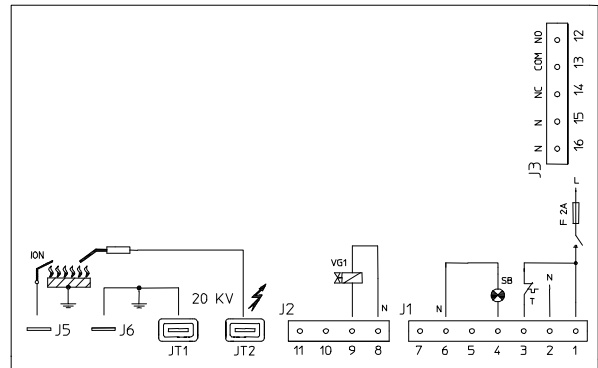 NO
COM
NC
N
N
12
13
14
15
16
J3
L
F 2A
ION
20 KV
VG1
N
J2
N
SB
T
N
J1
J5
J6
JT1
JT2
11
10
9
8
7
6
5
4
3
2
1